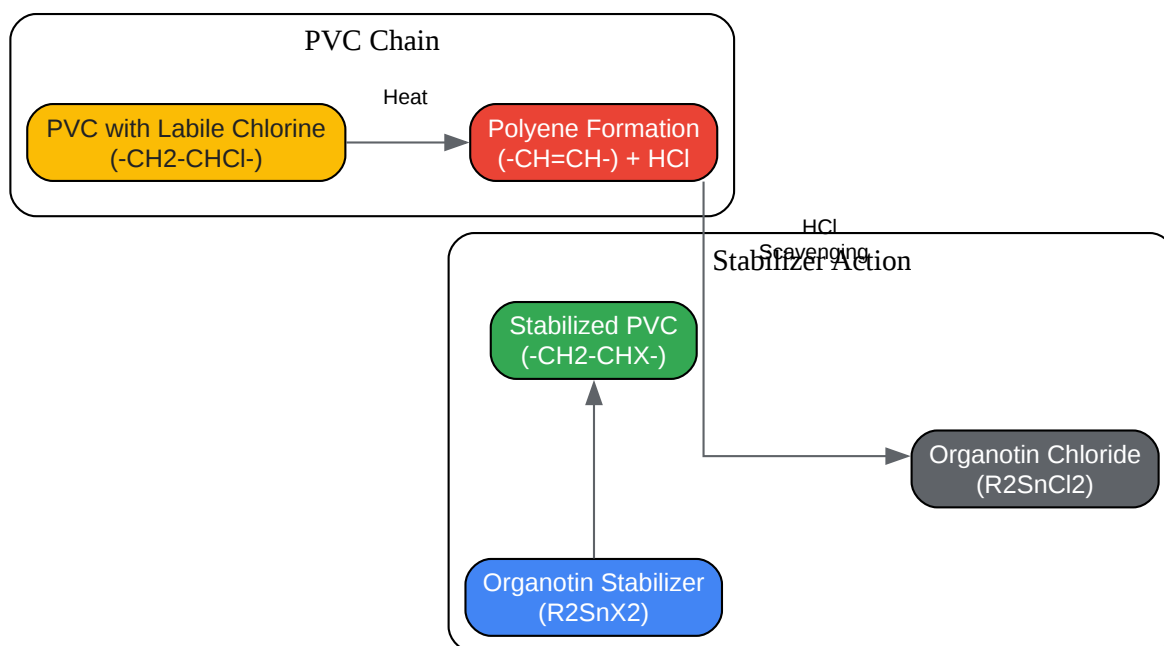 PVC Chain
Heat
PVC with Labile Chlorine
(-CH2-CHCl-)
Polyene Formation
(-CH=CH-) + HCl
HCl
Scavenging
Stabilizer Action
Stabilized PVC
(-CH2-CHX-)
Organotin Chloride
(R2SnCl2)
Organotin Stabilizer
(R2SnX2)